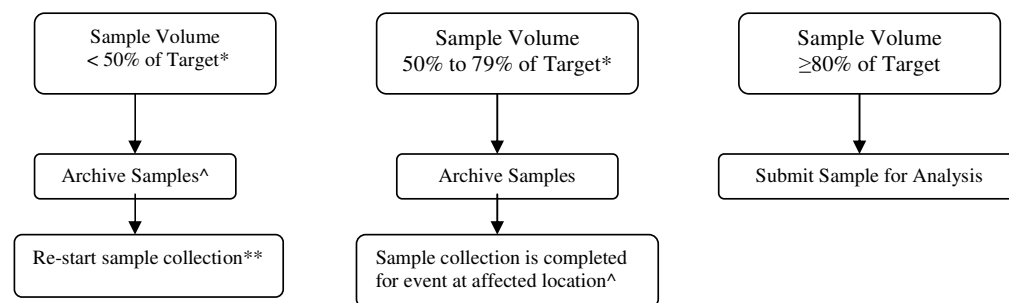 Sample Volume
< 50% of Target*
Archive Samples^
Re-start sample collection**
Sample Volume
50% to 79% of Target*
Archive Samples
Sample collection is completed
for event at affected location^
Sample Volume
≥80% of Target
Submit Sample for Analysis